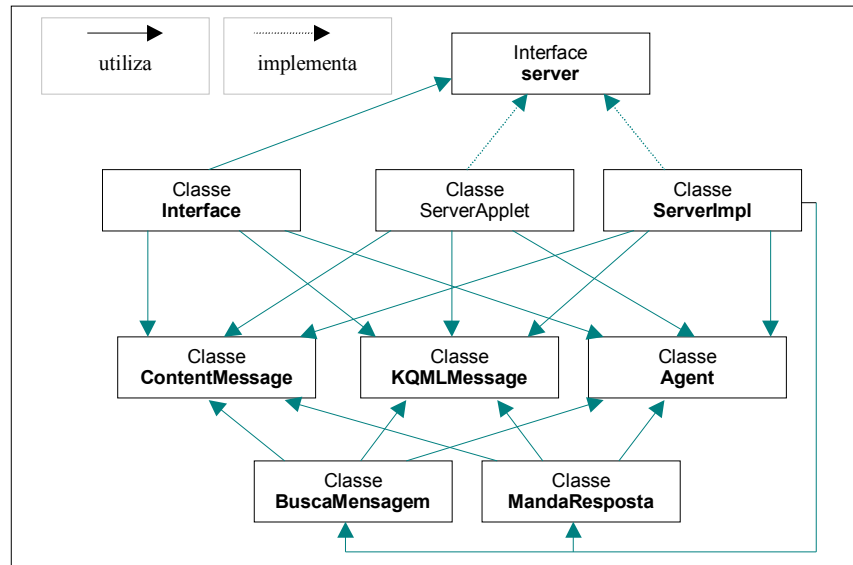 utiliza
implementa
Interface
server
Classe
Interface
Classe
ServerApplet
Classe
ServerImpl
Classe
ContentMessage
Classe
KQMLMessage
Classe
Agent
Classe
BuscaMensagem
Classe
MandaResposta